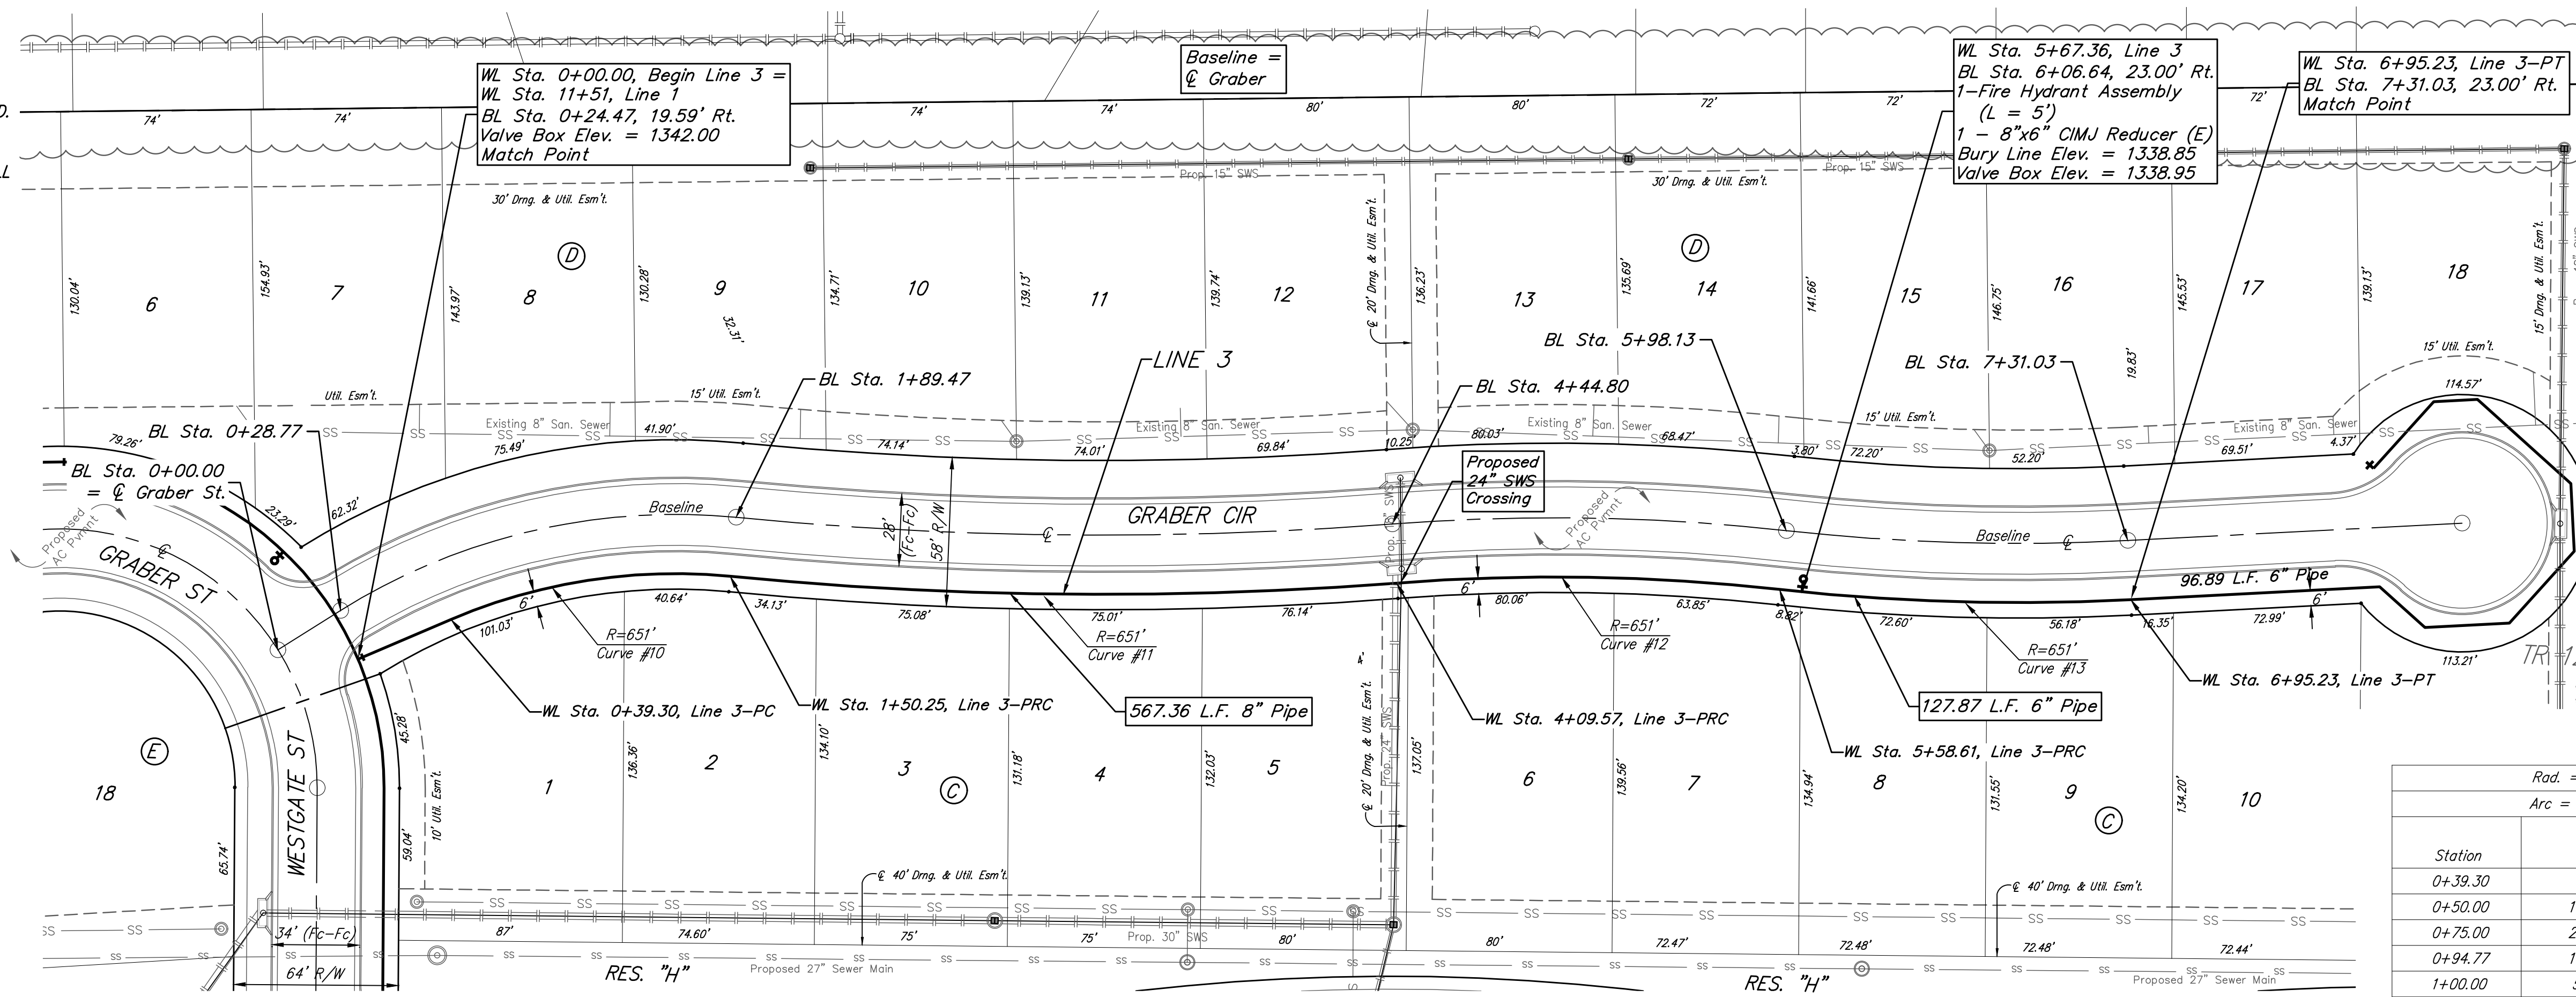 D.
LL
WL Sta. 0+00.00, Begin Line 3 =
WL Sta. 11+51, Line 1
BL Sta. 0+24.47, 19.59' Rt.
Valve Box Elev. = 1342.00
Match Point
Baseline =
℄ Graber
WL Sta. 5+67.36, Line 3
BL Sta. 6+06.64, 23.00' Rt.
1-Fire Hydrant Assembly
(L = 5')
1 - 8"x6" CIMJ Reducer (E)
Bury Line Elev. = 1338.85
Valve Box Elev. = 1338.95
WL Sta. 6+95.23, Line 3-PT
BL Sta. 7+31.03, 23.00' Rt.
Match Point
74'
74'
74'
74'
80'
80'
72'
72'
72'
Prop. 15" SWS
Prop. 15" SWS
30' Drng. & Util. Esm't.
30' Drng. & Util. Esm't.
℄ 20' Drng. & Util. Esm't.
15' Drng. & Util. Esm't.
D
D
6
7
8
9
10
11
12
13
14
15
16
17
18
130.04'
154.93'
143.97'
130.28'
134.71'
139.13'
139.74'
136.23'
135.69'
141.66'
146.75'
145.53'
139.13'
32.31'
19.83'
BL Sta. 0+28.77
BL Sta. 0+00.00
= ℄ Graber St.
BL Sta. 1+89.47
LINE 3
BL Sta. 4+44.80
BL Sta. 5+98.13
BL Sta. 7+31.03
Util. Esm't.
15' Util. Esm't.
15' Util. Esm't.
15' Util. Esm't.
Existing 8" San. Sewer
Existing 8" San. Sewer
Existing 8" San. Sewer
Existing 8" San. Sewer
79.26'
23.29'
62.32'
75.49'
41.90'
74.14'
74.01'
69.84'
10.25'
80.03'
68.47'
3.80'
72.20'
52.20'
69.51'
4.37'
114.57'
Proposed
24" SWS
Crossing
Proposed
AC Pvmnt
Proposed
AC Pvmnt
Baseline
Baseline
GRABER CIR
GRABER ST
WESTGATE ST
28'
(Fc-Fc)
58' R/W
℄
℄
℄
6'
6'
6'
96.89 L.F. 6" Pipe
101.03'
40.64'
34.13'
75.08'
75.01'
76.14'
80.06'
63.85'
8.82'
72.60'
56.18'
16.35'
72.99'
113.21'
R=651'
Curve #10
R=651'
Curve #11
R=651'
Curve #12
R=651'
Curve #13
WL Sta. 0+39.30, Line 3-PC
WL Sta. 1+50.25, Line 3-PRC
567.36 L.F. 8" Pipe
WL Sta. 4+09.57, Line 3-PRC
WL Sta. 5+58.61, Line 3-PRC
127.87 L.F. 6" Pipe
WL Sta. 6+95.23, Line 3-PT
4'
℄ 20' Drng. & Util. Esm't.
Prop. 24" SWS
10' Util. Esm't.
45.28'
59.04'
65.74'
E
18
1
2
3
4
5
6
7
8
9
10
C
C
136.36'
134.10'
131.18'
132.03'
137.05'
139.56'
134.94'
131.55'
134.20'
℄ 40' Drng. & Util. Esm't.
℄ 40' Drng. & Util. Esm't.
34' (Fc-Fc)
64' R/W
87'
74.60'
75'
75'
80'
80'
72.47'
72.48'
72.48'
72.44'
Prop. 30" SWS
RES. "H"
RES. "H"
Proposed 27" Sewer Main
Proposed 27" Sewer Main
Rad. =
Arc =
Station
0+39.30
0+50.00
0+75.00
0+94.77
1+00.00